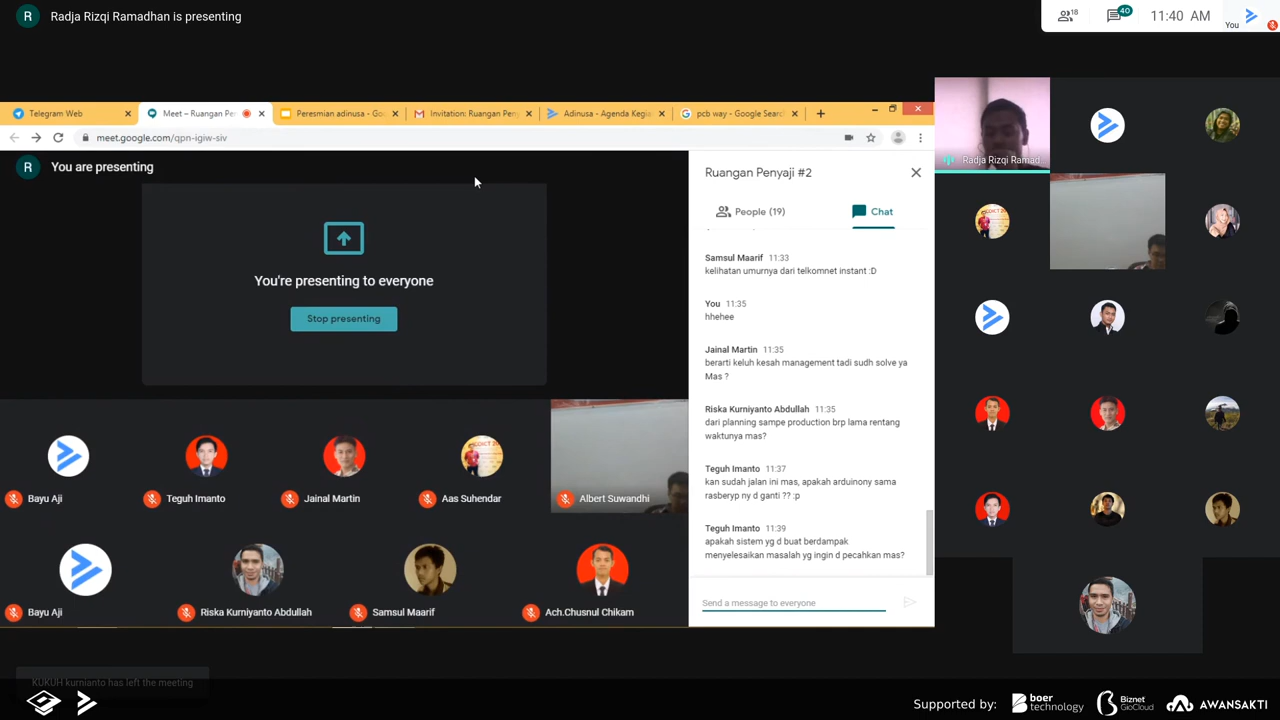 R Radja Rizqi Ramadhan is presenting
18
40
11:40 AM
You
Telegram Web
Meet – Ruangan Pe
Peresmian adinusa - Go
Invitation: Ruangan Peny
Adinusa - Agenda Kegia
pcb way - Google Search
meet.google.com/qpn-igiw-siv
R You are presenting
You're presenting to everyone
Stop presenting
Bayu Aji
Teguh Imanto
Jainal Martin
Aas Suhendar
Albert Suwandhi
Riska Kurniyanto Abdullah
Samsul Maarif
Ach.Chusnul Chikam
Ruangan Penyaji #2
People (19)
Chat
Samsul Maarif 11:33
kelihatan umurnya dari telkomnet instant :D
You 11:35
hhehee
Jainal Martin 11:35
berarti keluh kesah management tadi sudh solve ya
Mas ?
Riska Kurniyanto Abdullah 11:35
dari planning sampe production brp lama rentang
waktunya mas?
Teguh Imanto 11:37
kan sudah jalan ini mas, apakah arduinony sama
rasberyp ny d ganti ?? :p
Teguh Imanto 11:39
apakah sistem yg d buat berdampak
menyelesaikan masalah yg ingin d pecahkan mas?
Send a message to everyone
Radja Rizqi Ramad...
KUKUH kurnianto has left the meeting
Supported by:
boer
technology
Biznet
GioCloud
AWANSAKTI